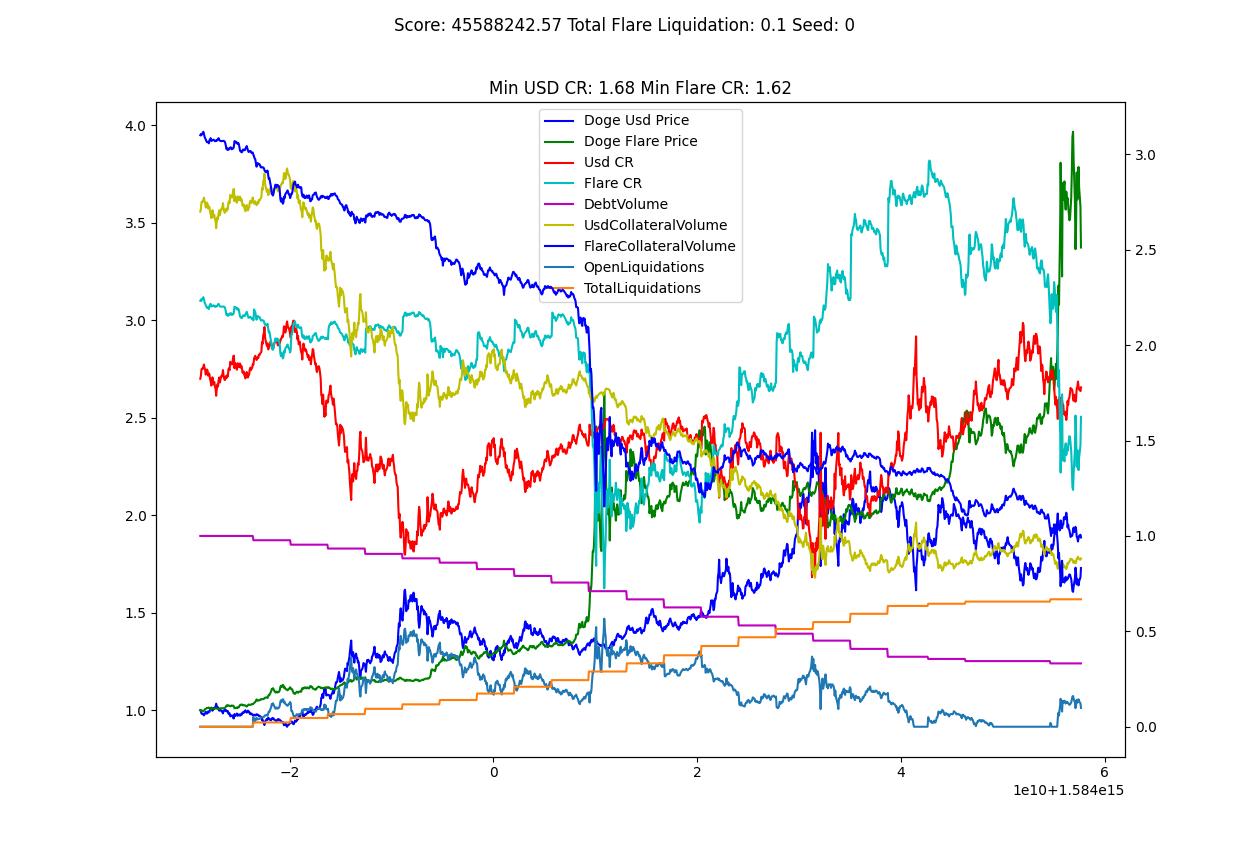 Score: 45588242.57 Total Flare Liquidation: 0.1 Seed: 0
Min USD CR: 1.68 Min Flare CR: 1.62
Doge Usd Price
Doge Flare Price
Usd CR
Flare CR
DebtVolume
UsdCollateralVolume
FlareCollateralVolume
OpenLiquidations
TotalLiquidations
4.0
3.5
3.0
2.5
2.0
1.5
1.0
3.0
2.5
2.0
1.5
1.0
0.5
0.0
−2 0 2 4 6
1e10+1.584e15